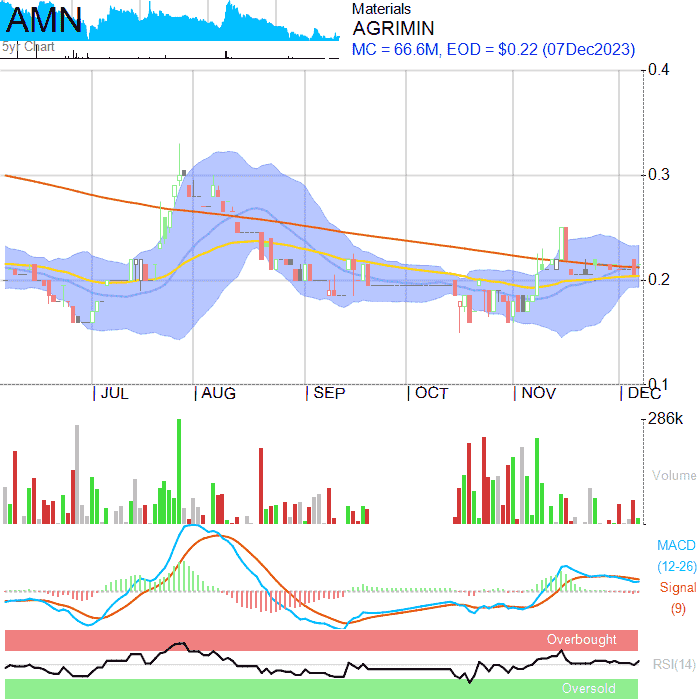 AMN
5yr Chart
Materials
AGRIMIN
MC = 66.6M, EOD = $0.22 (07Dec2023)
0.4
0.3
0.2
0.1
JUL AUG SEP OCT NOV DEC
286k
Volume
MACD
(12-26)
Signal
(9)
Overbought
RSI(14)
Oversold